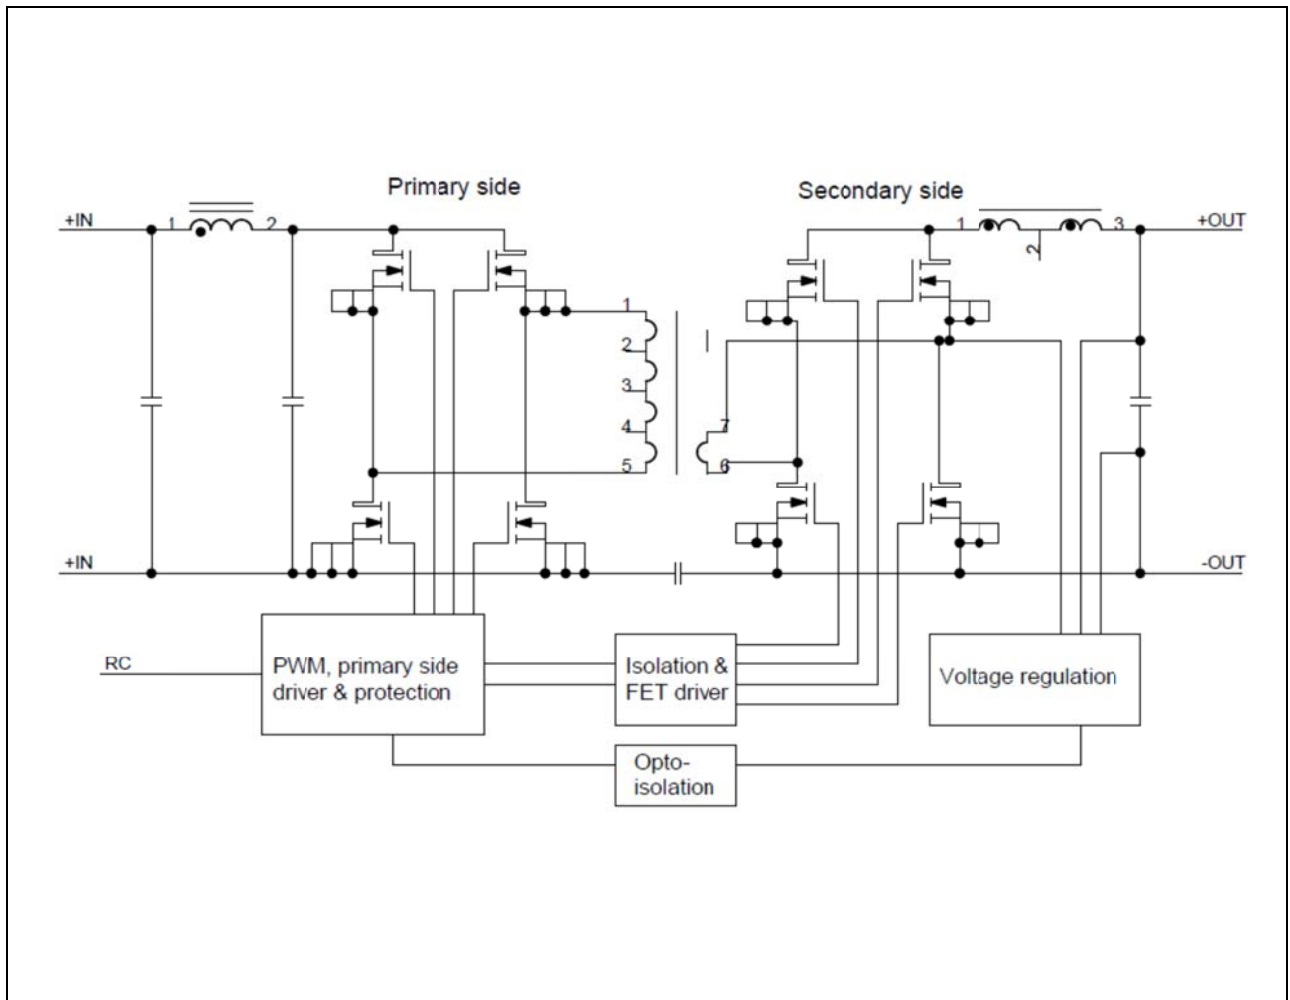 Primary side
Secondary side
+IN
1
2
1
2
3
+OUT
1
2
3
4
5
7
6
+IN
-OUT
RC
PWM, primary side
driver & protection
Isolation &
FET driver
Voltage regulation
Opto-
isolation